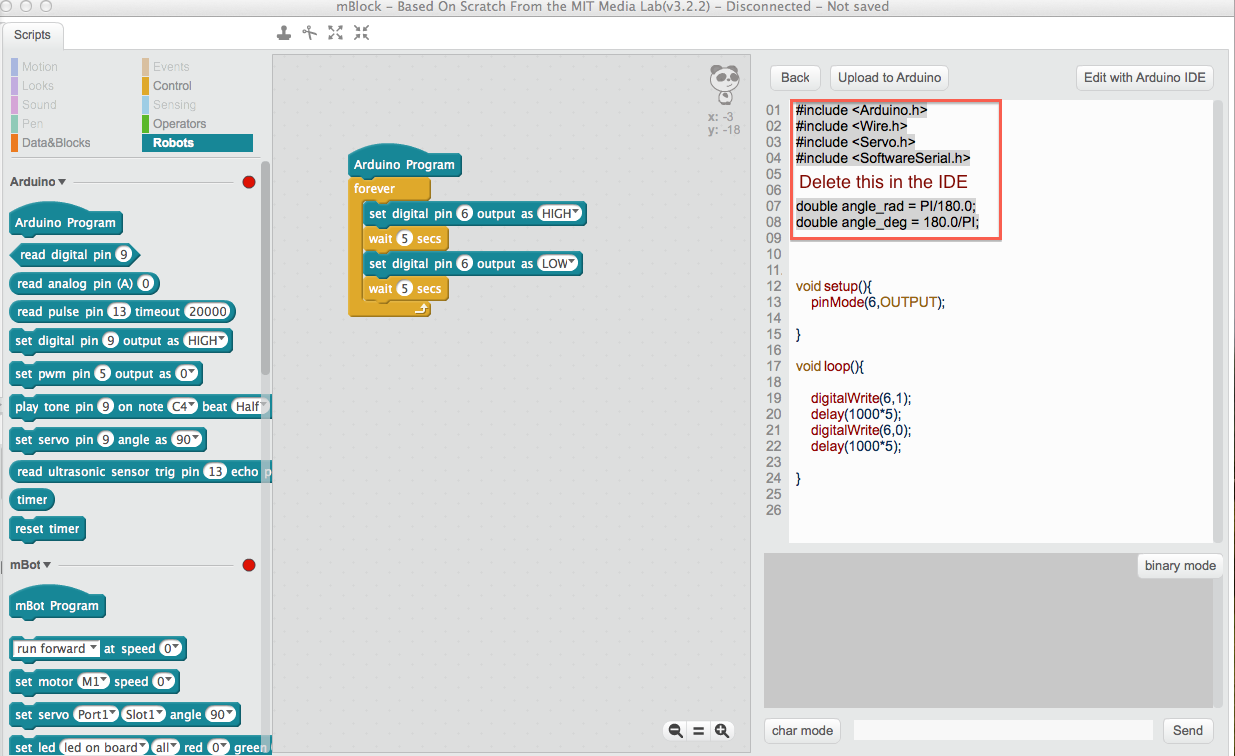 mBlock - Based On Scratch From the MIT Media Lab(v3.2.2) - Disconnected - Not saved
Scripts
Motion
Looks
Sound
Pen
Data&Blocks
Events
Control
Sensing
Operators
Robots
Arduino
Arduino Program
read digital pin 9
read analog pin (A) 0
read pulse pin 13 timeout 20000
set digital pin 9 output as HIGH
set pwm pin 5 output as 0
play tone pin 9 on note C4 beat Half
set servo pin 9 angle as 90
read ultrasonic sensor trig pin 13 echo p
timer
reset timer
mBot
mBot Program
run forward at speed 0
set motor M1 speed 0
set servo Port1 Slot1 angle 90
set led led on board all red 0 green
x: -3
y: -18
Arduino Program
forever
set digital pin 6 output as HIGH
wait 5 secs
set digital pin 6 output as LOW
wait 5 secs
Back
Upload to Arduino
Edit with Arduino IDE
01 #include <Arduino.h>
02 #include <Wire.h>
03 #include <Servo.h>
04 #include <SoftwareSerial.h>
05
Delete this in the IDE
06
07 double angle_rad = PI/180.0;
08 double angle_deg = 180.0/PI;
09
10
11
12 void setup(){
13 pinMode(6,OUTPUT);
14
15 }
16
17 void loop(){
18
19 digitalWrite(6,1);
20 delay(1000*5);
21 digitalWrite(6,0);
22 delay(1000*5);
23
24 }
25
26
binary mode
char mode
Send